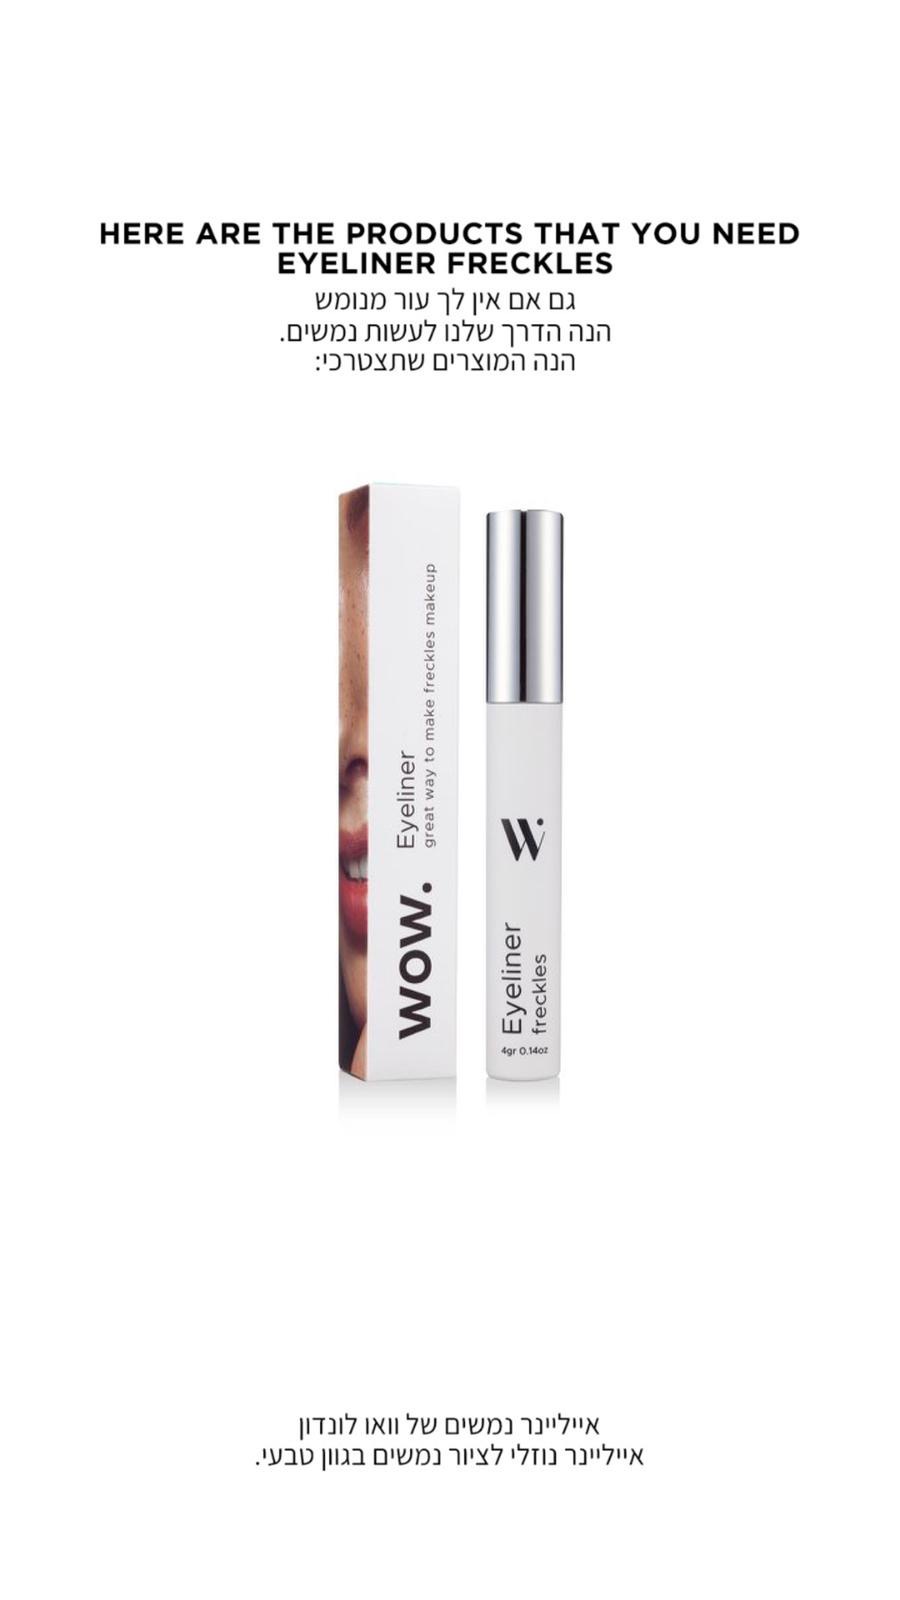 HERE ARE THE PRODUCTS THAT YOU NEED
EYELINER FRECKLES
גם אם אין לך עור מנומש
הנה הדרך שלנו לעשות נמשים.
הנה המוצרים שתצטרכי:
wow.
Eyeliner
great way to make freckles makeup
W.
Eyeliner
freckles
4gr 0.14oz
אייליינר נמשים של וואו לונדון
אייליינר נוזלי לציור נמשים בגוון טבעי.